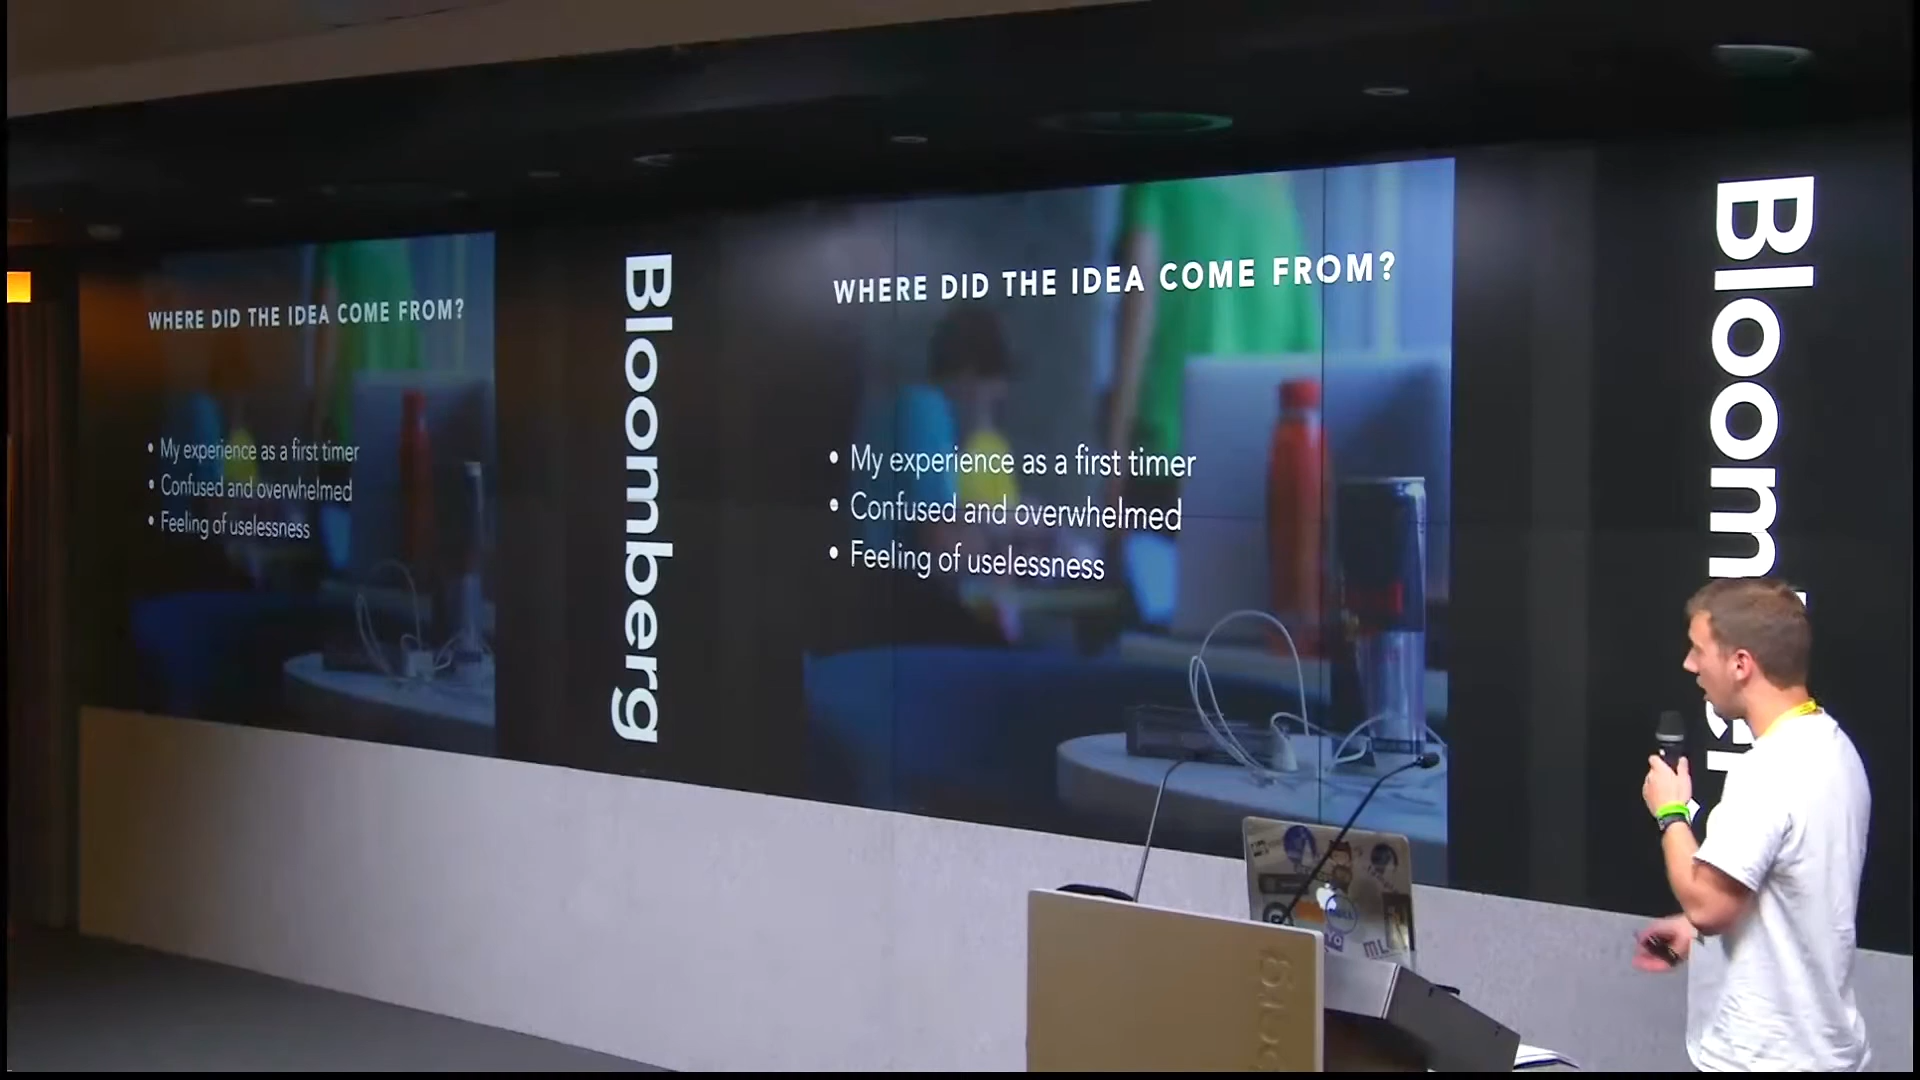 WHERE DID THE IDEA COME FROM?
• My experience as a first timer
• Confused and overwhelmed
• Feeling of uselessness
Bloomberg
WHERE DID THE IDEA COME FROM?
• My experience as a first timer
• Confused and overwhelmed
• Feeling of uselessness
Bloom
ML